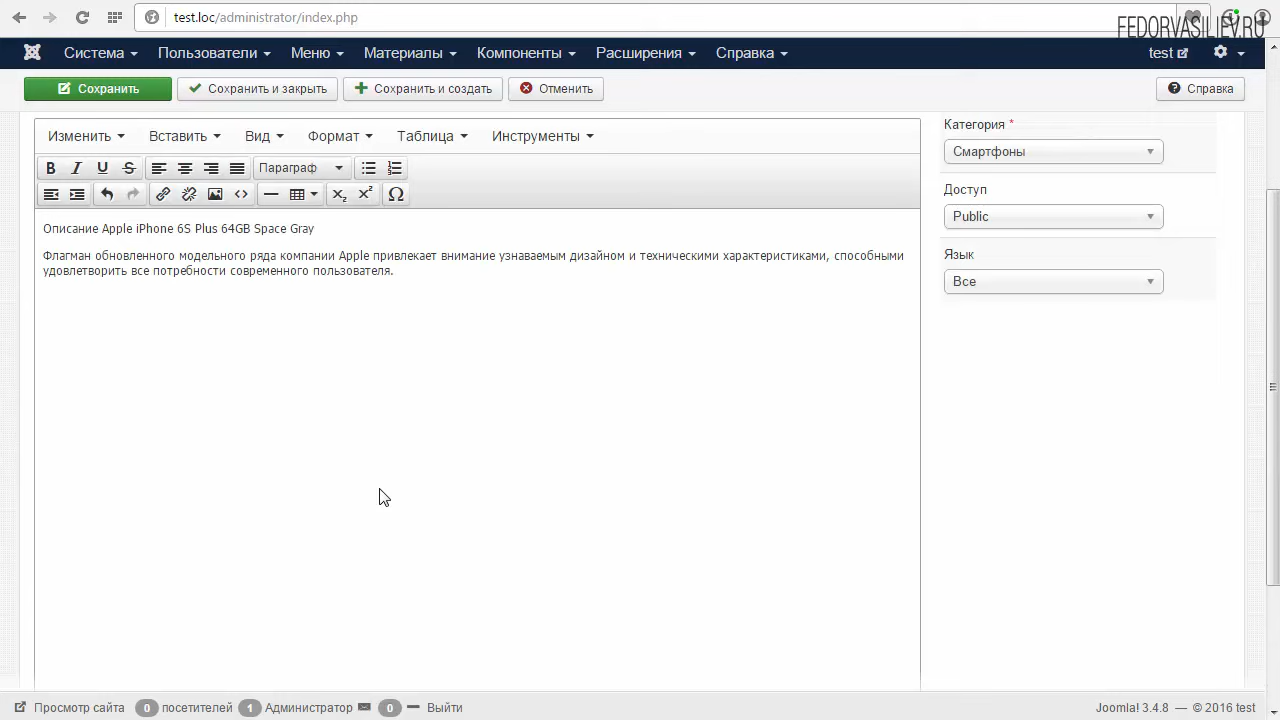 test.loc/administrator/index.php
FEDORVASILIEV.RU
Система Пользователи Меню Материалы Компоненты Расширения Справка test
Сохранить Сохранить и закрыть Сохранить и создать Отменить Справка
Изменить Вставить Вид Формат Таблица Инструменты
B I U S Параграф
Описание Apple iPhone 6S Plus 64GB Space Gray
Флагман обновленного модельного ряда компании Apple привлекает внимание узнаваемым дизайном и техническими характеристиками, способными
удовлетворить все потребности современного пользователя.
Категория *
Смартфоны
Доступ
Public
Язык
Все
Просмотр сайта 0 посетителей 1 Администратор 0 Выйти
Joomla! 3.4.8 — © 2016 test